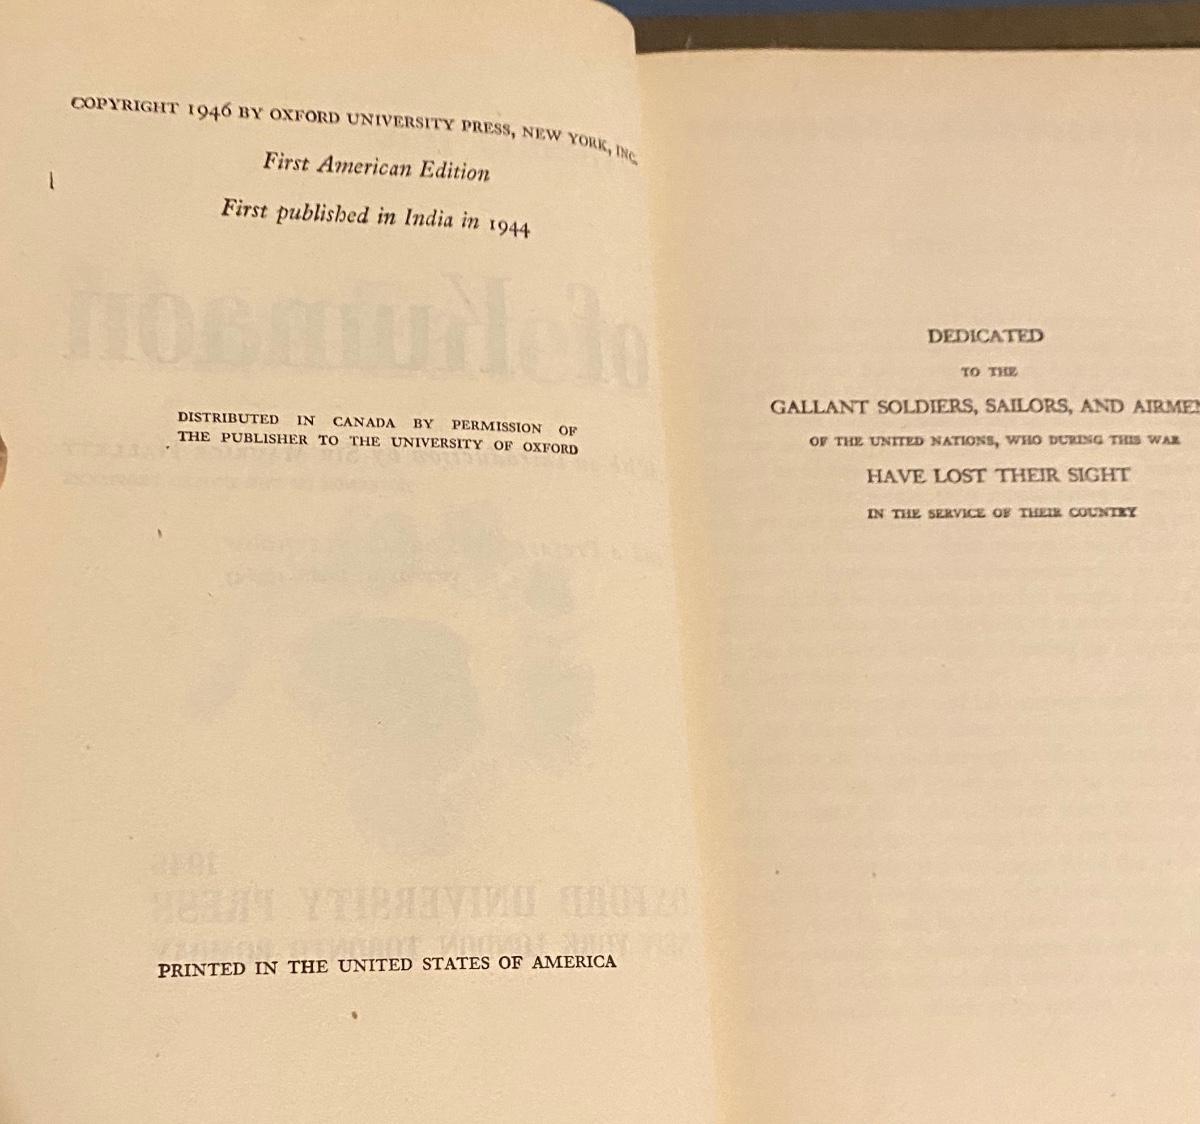 COPYRIGHT 1946 BY OXFORD UNIVERSITY PRESS, NEW YORK, INC.
First American Edition
First published in India in 1944
DISTRIBUTED IN CANADA BY PERMISSION OF
THE PUBLISHER TO THE UNIVERSITY OF OXFORD
PRINTED IN THE UNITED STATES OF AMERICA
DEDICATED
TO THE
GALLANT SOLDIERS, SAILORS, AND AIRMEN
OF THE UNITED NATIONS, WHO DURING THIS WAR
HAVE LOST THEIR SIGHT
IN THE SERVICE OF THEIR COUNTRY